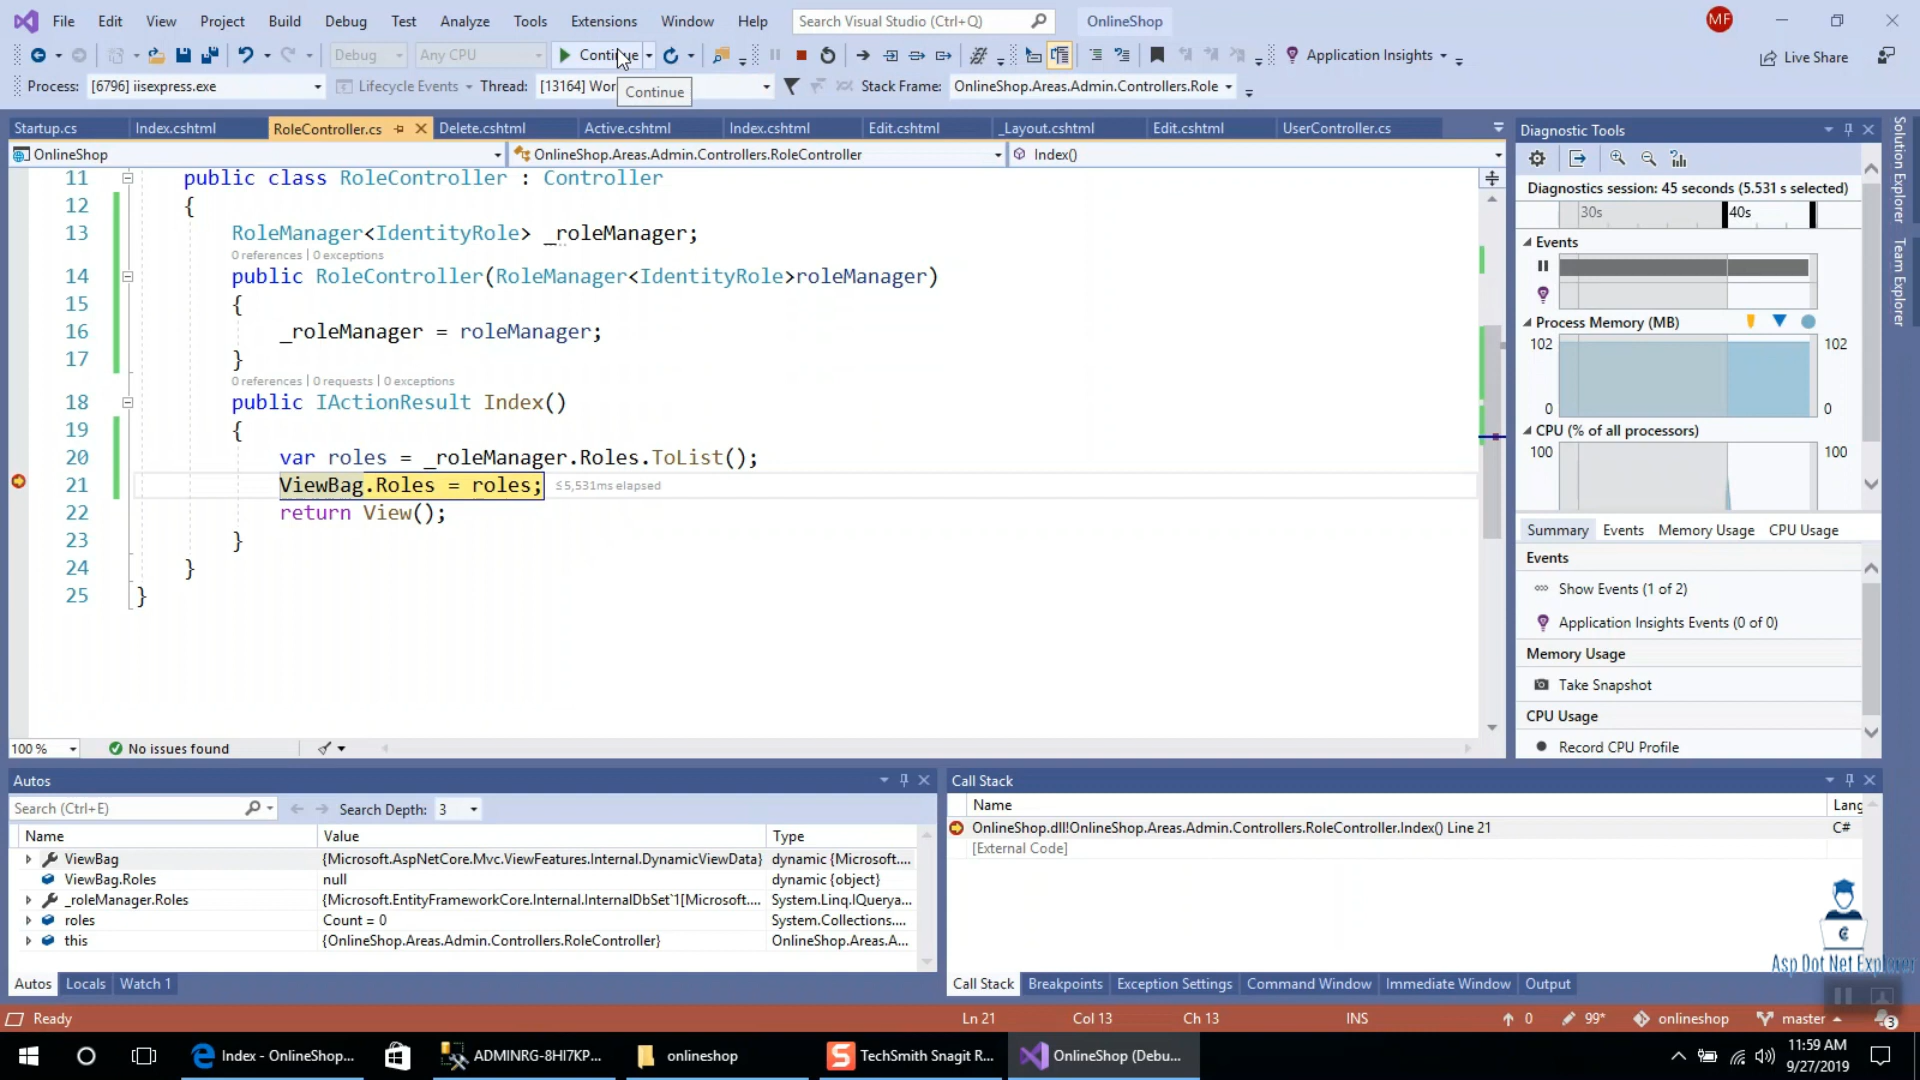 File Edit View Project Build Debug Test Analyze Tools Extensions Window Help Search Visual Studio (Ctrl+Q) OnlineShop MF
Debug Any CPU Continue Application Insights Live Share
Process: [6796] iisexpress.exe Lifecycle Events Thread: [13164] Wor Stack Frame: OnlineShop.Areas.Admin.Controllers.Role
Continue
Startup.cs Index.cshtml RoleController.cs Delete.cshtml Active.cshtml Index.cshtml Edit.cshtml _Layout.cshtml Edit.cshtml UserController.cs
OnlineShop OnlineShop.Areas.Admin.Controllers.RoleController Index()
11 public class RoleController : Controller
12 {
13 RoleManager<IdentityRole> _roleManager;
0 references | 0 exceptions
14 public RoleController(RoleManager<IdentityRole>roleManager)
15 {
16 _roleManager = roleManager;
17 }
0 references | 0 requests | 0 exceptions
18 public IActionResult Index()
19 {
20 var roles = _roleManager.Roles.ToList();
21 ViewBag.Roles = roles; ≤5,531ms elapsed
22 return View();
23 }
24 }
25 }
100 % No issues found
Diagnostic Tools
Diagnostics session: 45 seconds (5.531 s selected)
30s 40s
Events
Process Memory (MB)
102 102
0 0
CPU (% of all processors)
100 100
Summary Events Memory Usage CPU Usage
Events
Show Events (1 of 2)
Application Insights Events (0 of 0)
Memory Usage
Take Snapshot
CPU Usage
Record CPU Profile
Solution Explorer
Team Explorer
Autos
Search (Ctrl+E) Search Depth: 3
Name Value Type
ViewBag {Microsoft.AspNetCore.Mvc.ViewFeatures.Internal.DynamicViewData} dynamic {Microsoft....
ViewBag.Roles null dynamic {object}
_roleManager.Roles {Microsoft.EntityFrameworkCore.Internal.InternalDbSet`1[Microsoft.... System.Linq.IQuerya...
roles Count = 0 System.Collections....
this {OnlineShop.Areas.Admin.Controllers.RoleController} OnlineShop.Areas.A...
Autos Locals Watch 1
Call Stack
Name Lang
OnlineShop.dll!OnlineShop.Areas.Admin.Controllers.RoleController.Index() Line 21 C#
[External Code]
Asp Dot Net Explorer
Call Stack Breakpoints Exception Settings Command Window Immediate Window Output
Ready Ln 21 Col 13 Ch 13 INS 0 99* onlineshop master 3
Index - OnlineShop... ADMINRG-8HI7KP... onlineshop TechSmith Snagit R... OnlineShop (Debu... 11:59 AM
9/27/2019